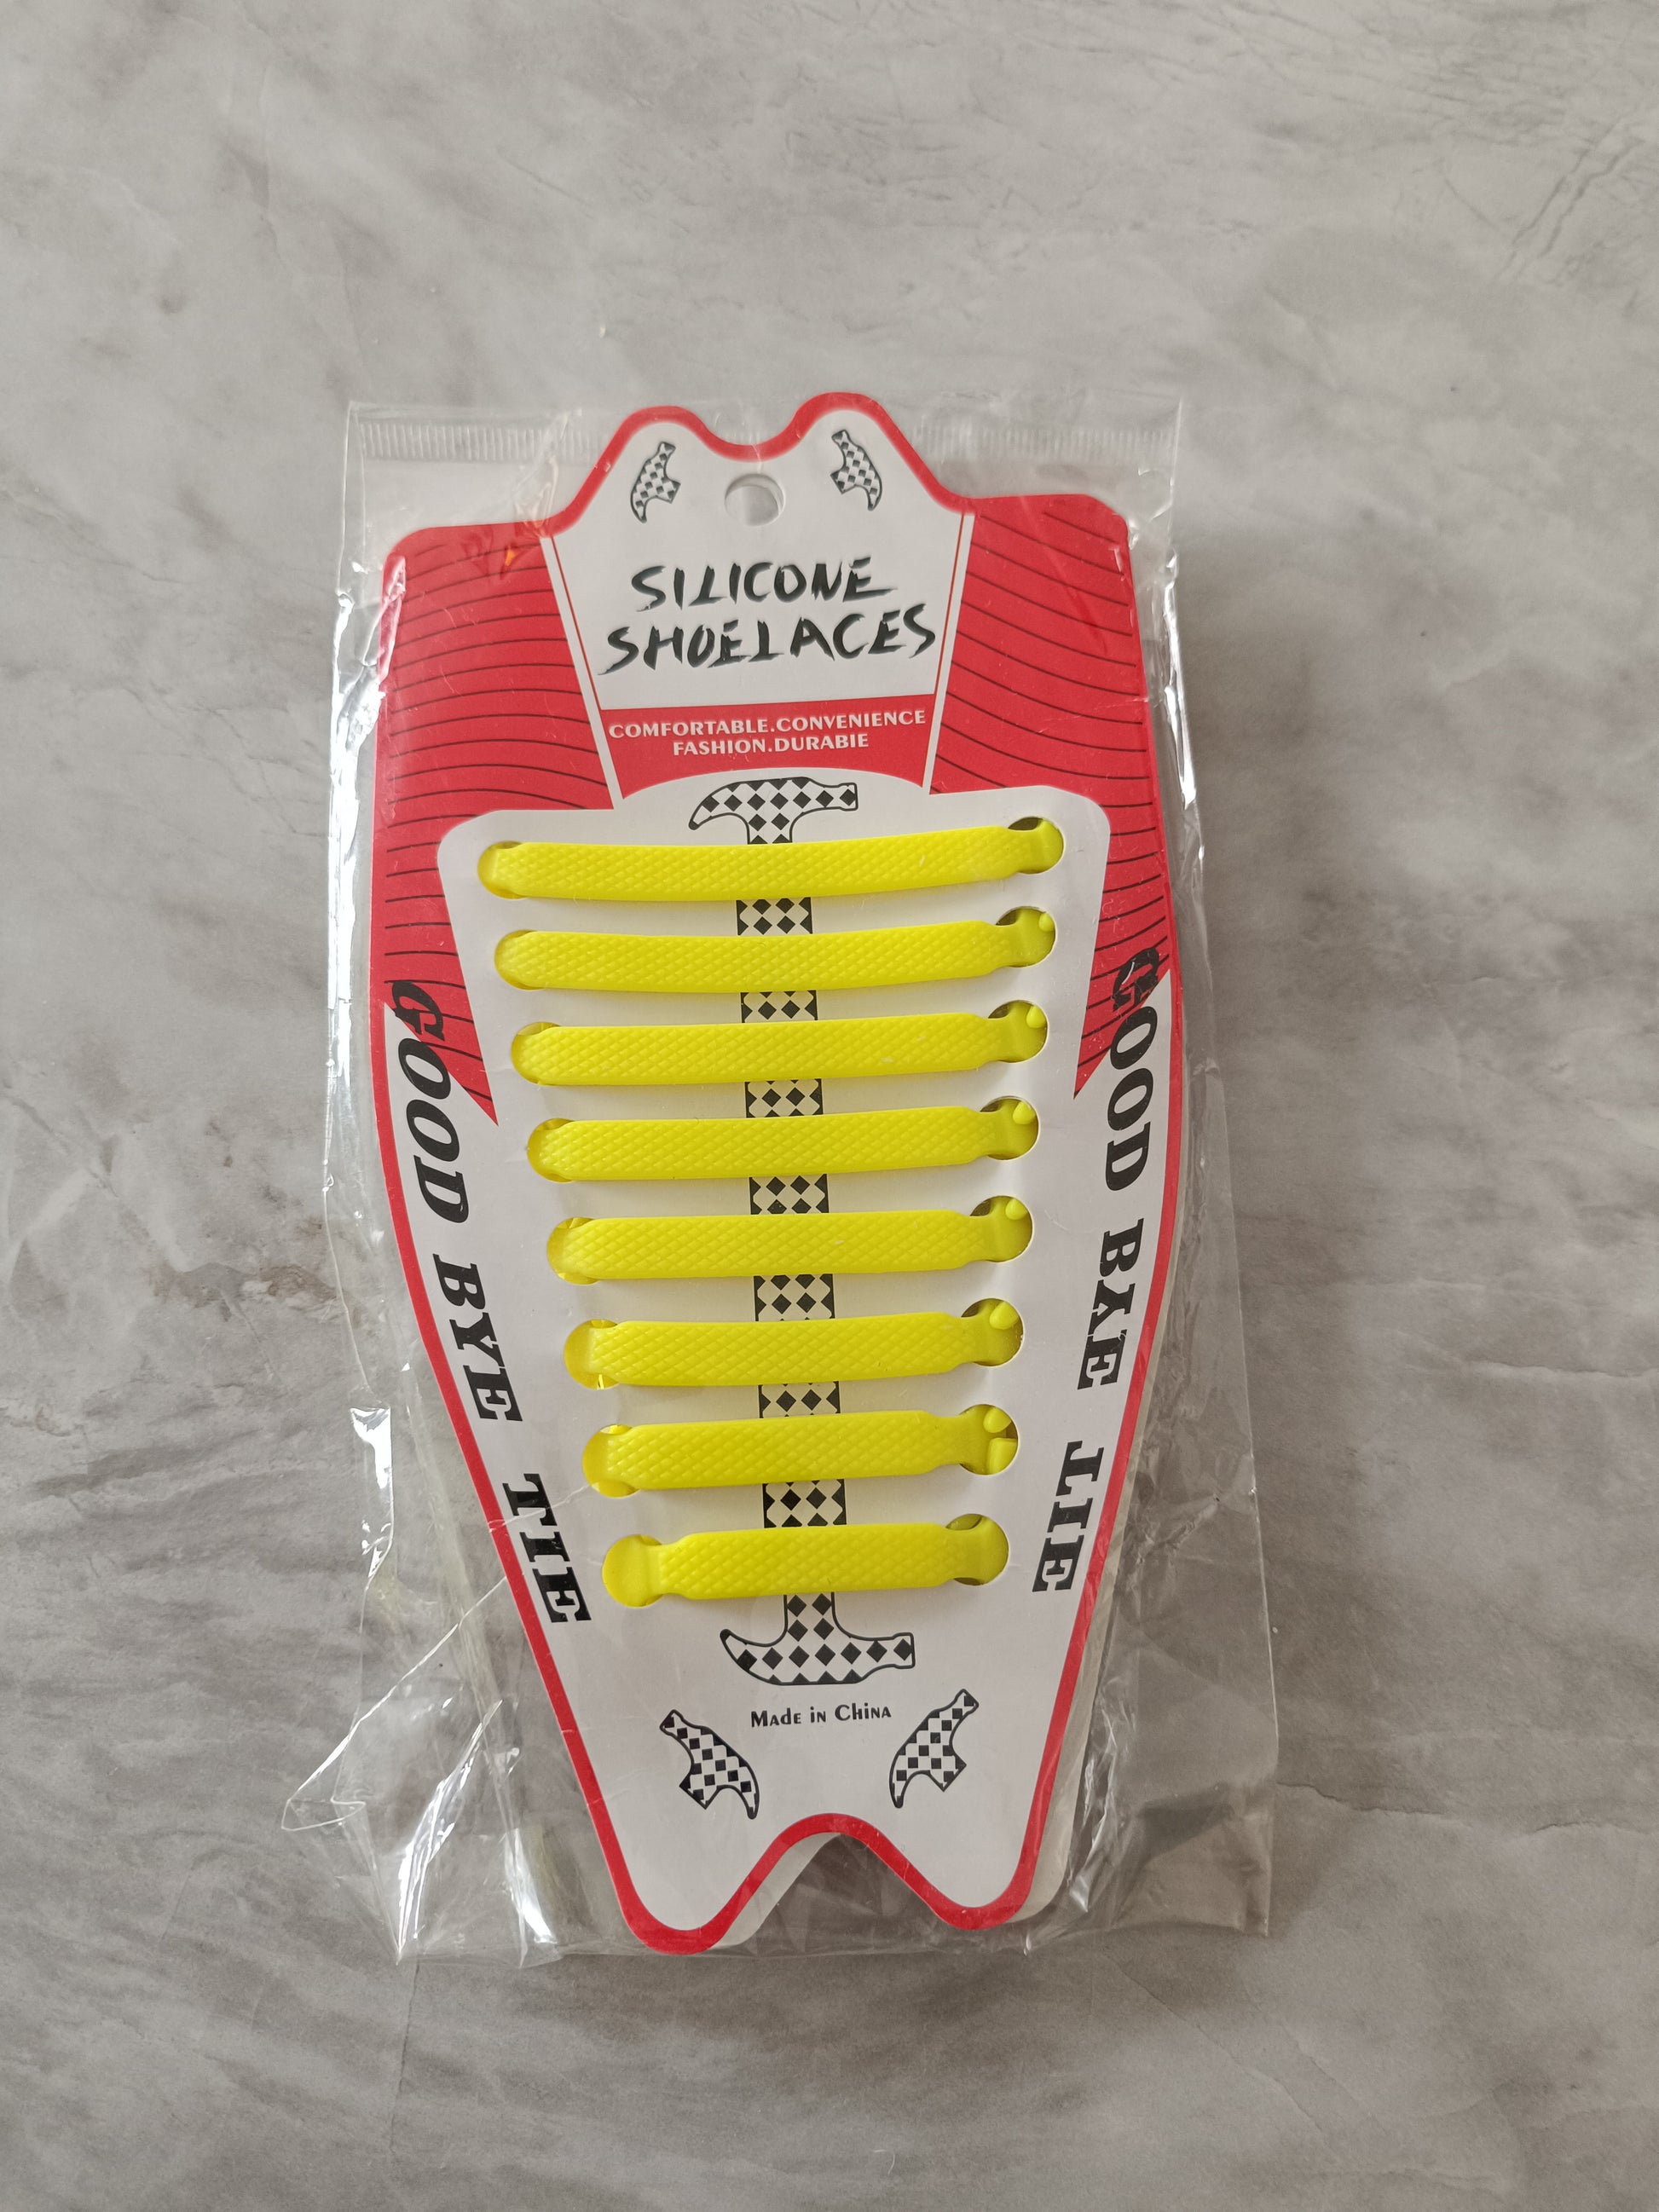 SILICONE
SHOELACES
COMFORTABLE.CONVENIENCE
FASHION.DURABIE
GOOD BYE TIE
GOOD BYE TIE
Made in China